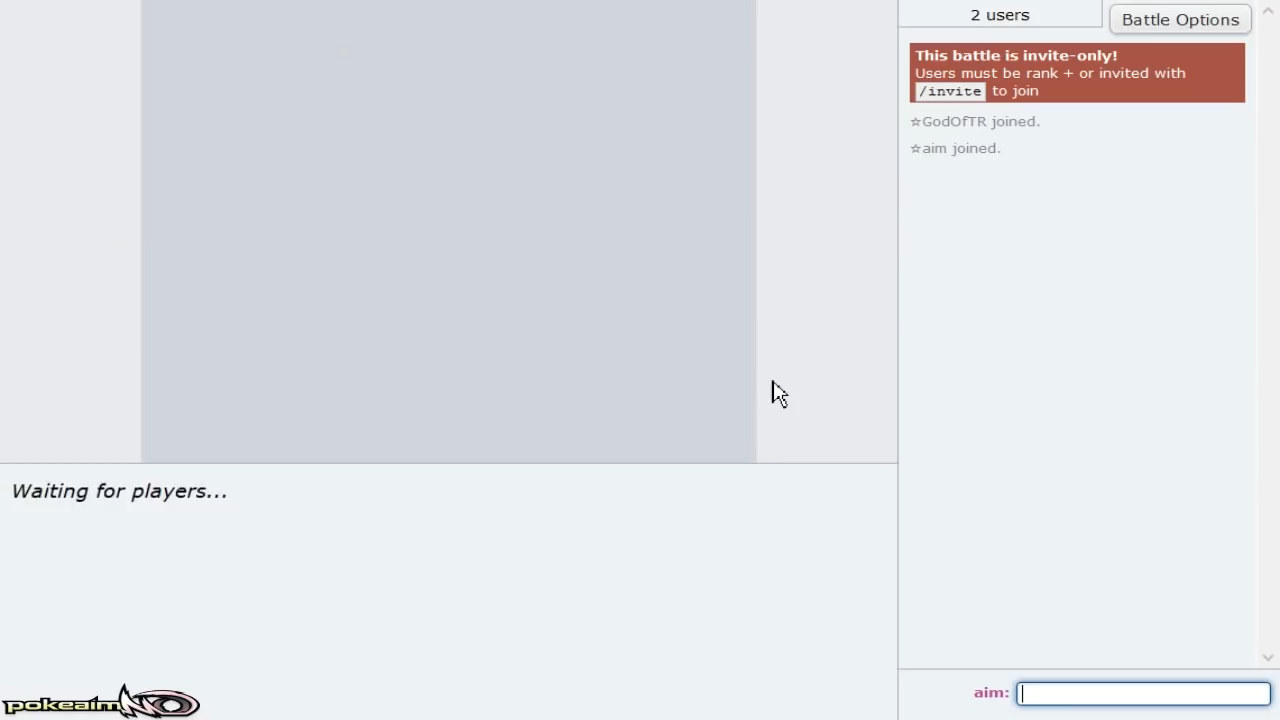 2 users
Battle Options
This battle is invite-only!
Users must be rank + or invited with
/invite to join
☆GodOfTR joined.
☆aim joined.
Waiting for players...
pokeaim
aim: